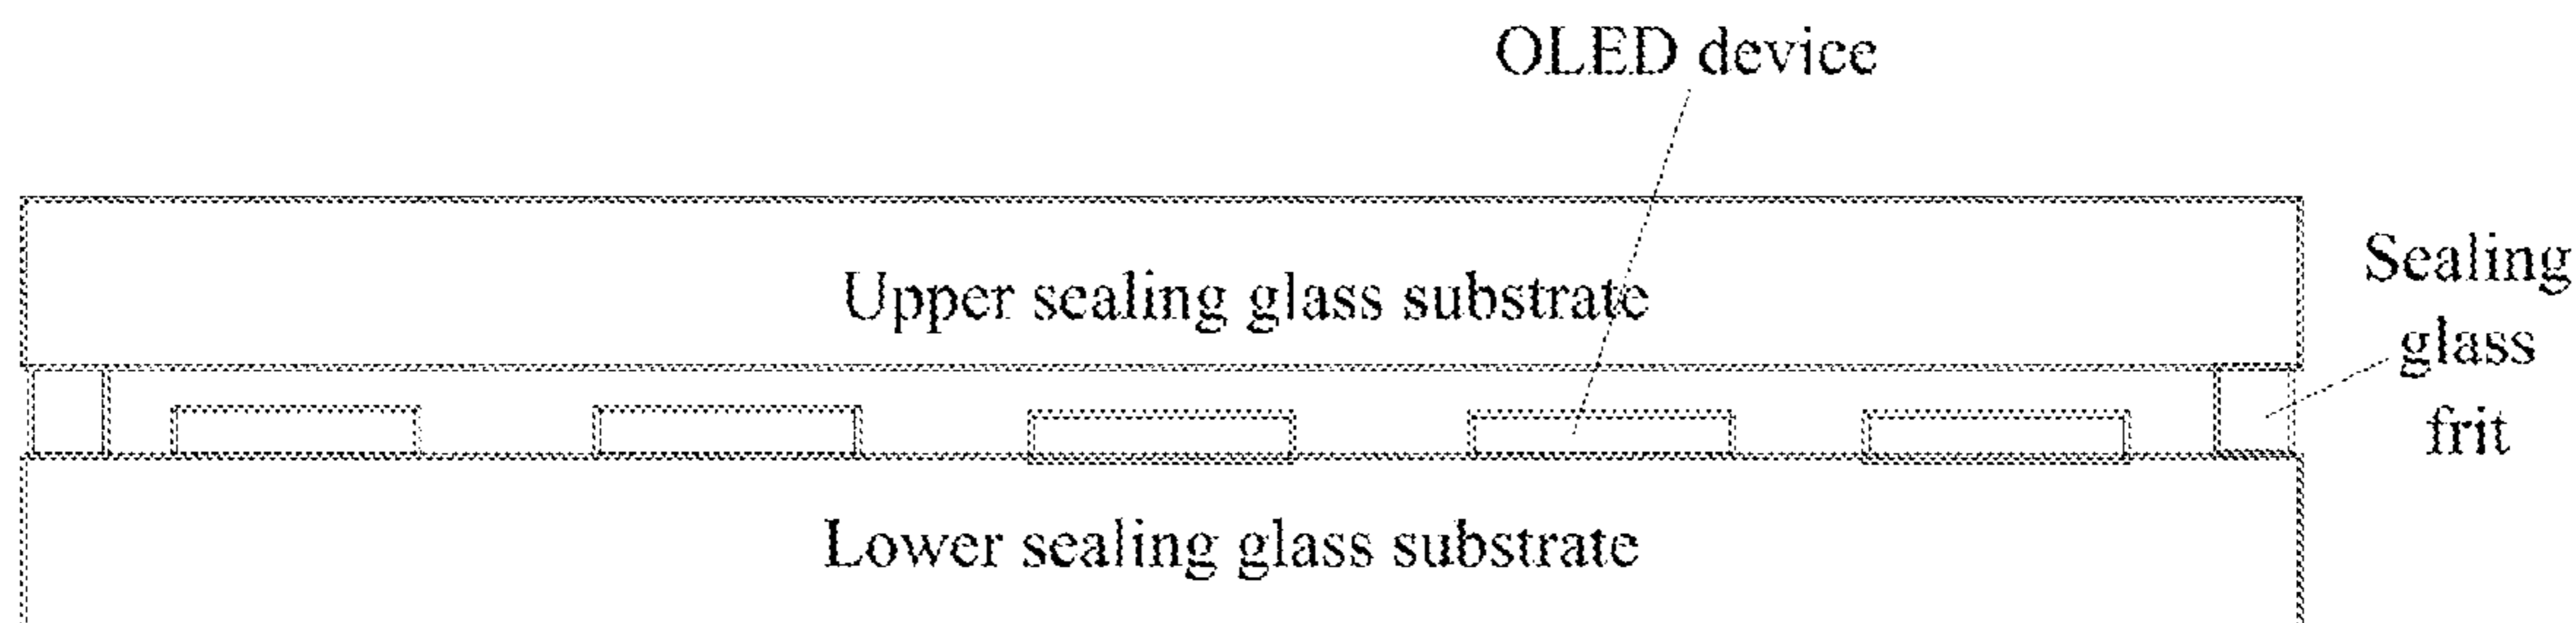 OLED device
Upper sealing glass substrate
Sealing
glass
frit
Lower sealing glass substrate